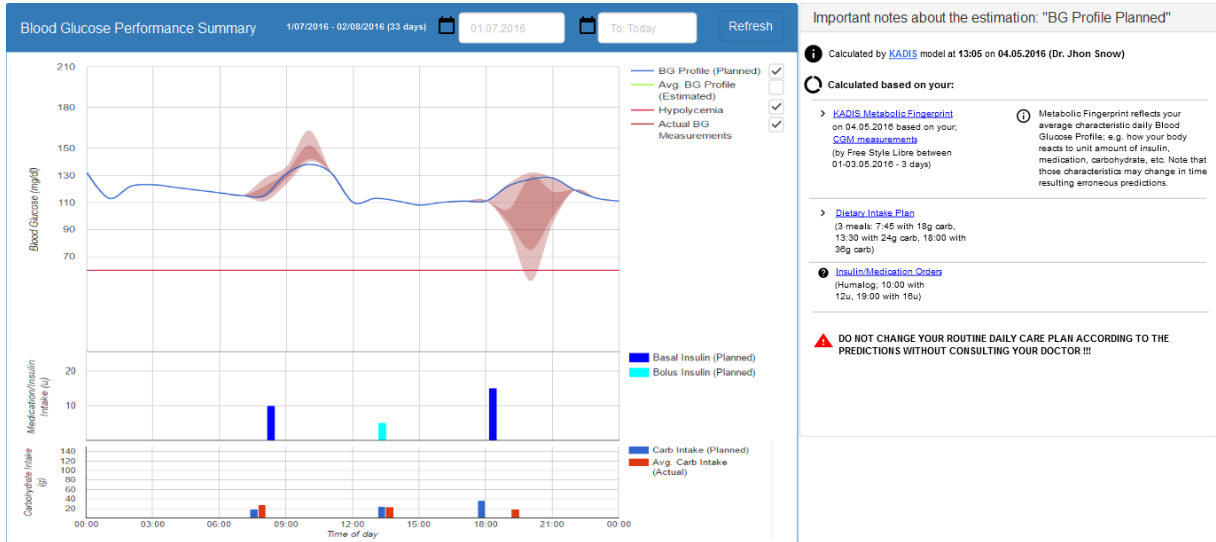 Blood Glucose Performance Summary
1/07/2016 - 02/08/2016 (33 days)
01.07.2016
To: Today
Refresh
210
180
150
130
110
90
70
Blood Glucose (mg/dl)
BG Profile (Planned)
Avg. BG Profile
(Estimated)
Hypolycemia
Actual BG
Measurements
20
10
Medication/Insulin
Intake (u)
Basal Insulin (Planned)
Bolus Insulin (Planned)
140
120
100
80
60
40
20
Carbohydrate Intake
(g)
Carb Intake (Planned)
Avg. Carb Intake
(Actual)
00:00
03:00
06:00
09:00
12:00
15:00
18:00
21:00
00:00
Time of day
Important notes about the estimation: "BG Profile Planned"
Calculated by KADIS model at 13:05 on 04.05.2016 (Dr. Jhon Snow)
Calculated based on your:
KADIS Metabolic Fingerprint
on 04.05.2016 based on your;
CGM measurements
(by Free Style Libre between
01-03.05.2016 - 3 days)
Metabolic Fingerprint reflects your
average characteristic daily Blood
Glucose Profile; e.g. how your body
reacts to unit amount of insulin,
medication, carbohydrate, etc. Note that
those characteristics may change in time
resulting erroneous predictions.
Dietary Intake Plan
(3 meals: 7:45 with 18g carb,
13:30 with 24g carb, 18:00 with
36g carb)
Insulin/Medication Orders
(Humalog; 10:00 with
12u, 19:00 with 16u)
DO NOT CHANGE YOUR ROUTINE DAILY CARE PLAN ACCORDING TO THE
PREDICTIONS WITHOUT CONSULTING YOUR DOCTOR !!!